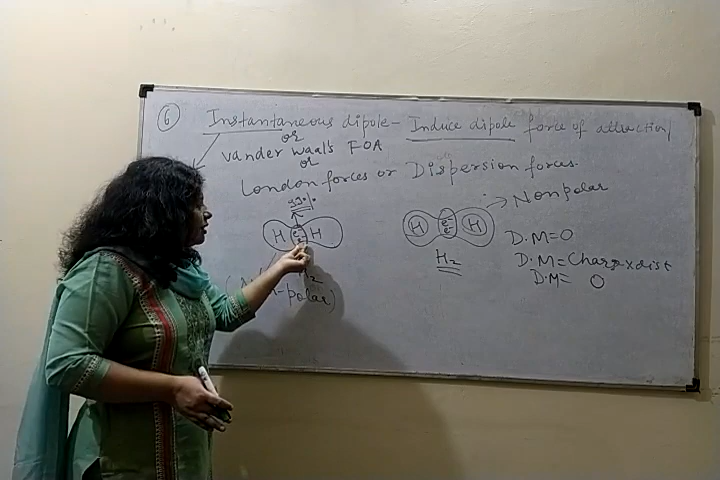 6 Instantaneous dipole - Induce dipole force of attraction/
or
vander waal's FOA
or
London forces or Dispersion forces.
99%
H e- H
-polar)
H e- e- H
H2
→ Nonpolar
D.M=0
D.M=Charge x dist
D.M= 0